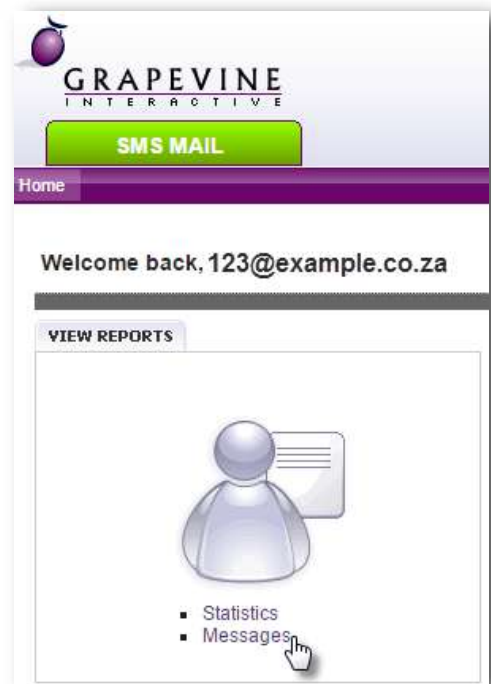 GRAPEVINE
INTERACTIVE
SMS MAIL
Home
Welcome back, 123@example.co.za
VIEW REPORTS
Statistics
Messages